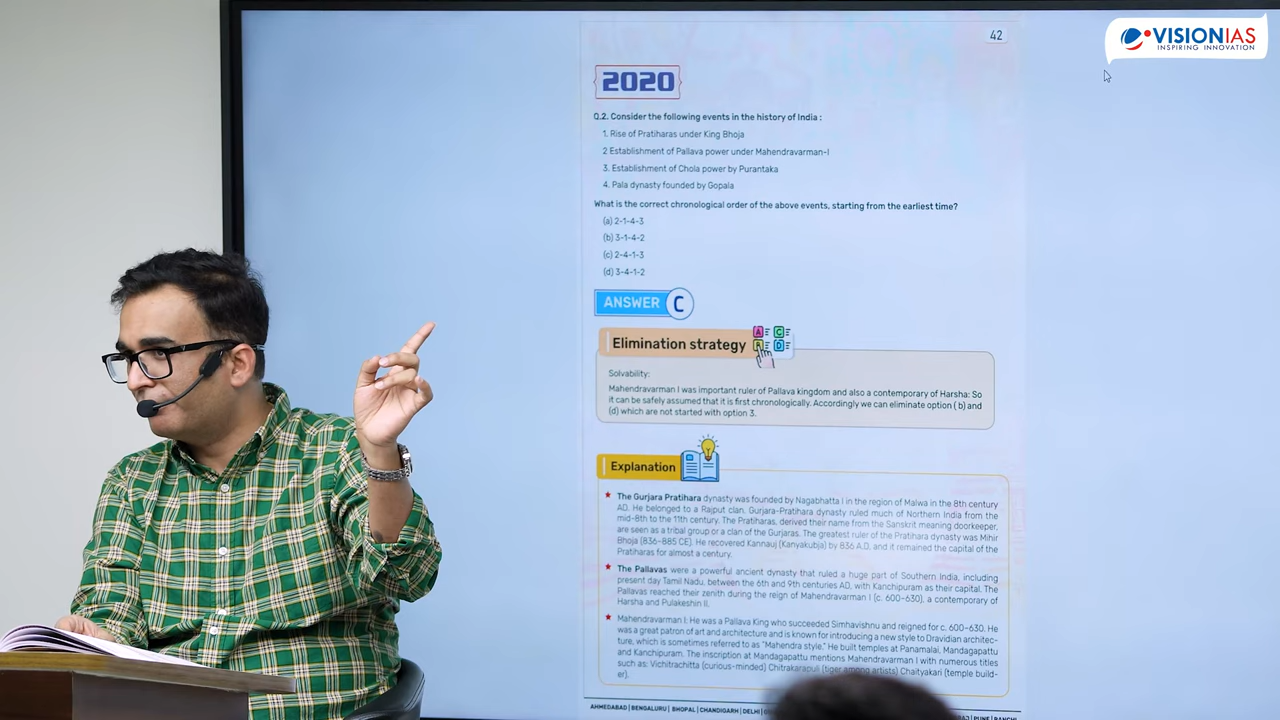 42
VISIONIAS
INSPIRING INNOVATION
2020
Q.2. Consider the following events in the history of India :
1. Rise of Pratiharas under King Bhoja
2 Establishment of Pallava power under Mahendravarman-I
3. Establishment of Chola power by Purantaka
4. Pala dynasty founded by Gopala
What is the correct chronological order of the above events, starting from the earliest time?
(a) 2-1-4-3
(b) 3-1-4-2
(c) 2-4-1-3
(d) 3-4-1-2
ANSWER C
Elimination strategy
A C
B D
Solvability:
Mahendravarman I was important ruler of Pallava kingdom and also a contemporary of Harsha: So
it can be safely assumed that it is first chronologically. Accordingly we can eliminate option ( b) and
(d) which are not started with option 3.
Explanation
The Gurjara Pratihara dynasty was founded by Nagabhatta I in the region of Malwa in the 8th century
AD. He belonged to a Rajput clan. Gurjara-Pratihara dynasty ruled much of Northern India from the
mid-8th to the 11th century. The Pratiharas, derived their name from the Sanskrit meaning doorkeeper,
are seen as a tribal group or a clan of the Gurjaras. The greatest ruler of the Pratihara dynasty was Mihir
Bhoja (836-885 CE). He recovered Kannauj (Kanyakubja) by 836 A.D, and it remained the capital of the
Pratiharas for almost a century.
The Pallavas were a powerful ancient dynasty that ruled a huge part of Southern India, including
present day Tamil Nadu, between the 6th and 9th centuries AD, with Kanchipuram as their capital. The
Pallavas reached their zenith during the reign of Mahendravarman I (c. 600-630), a contemporary of
Harsha and Pulakeshin II.
Mahendravarman I: He was a Pallava King who succeeded Simhavishnu and reigned for c. 600-630. He
was a great patron of art and architecture and is known for introducing a new style to Dravidian architec-
ture, which is sometimes referred to as "Mahendra style." He built temples at Panamalai, Mandagapattu
and Kanchipuram. The inscription at Mandagapattu mentions Mahendravarman I with numerous titles
such as: Vichitrachitta (curious-minded) Chitrakarapuli (tiger among artists) Chaityakari (temple build-
er).
AHMEDABAD | BENGALURU | BHOPAL | CHANDIGARH | DELHI | PUNE | RANCHI